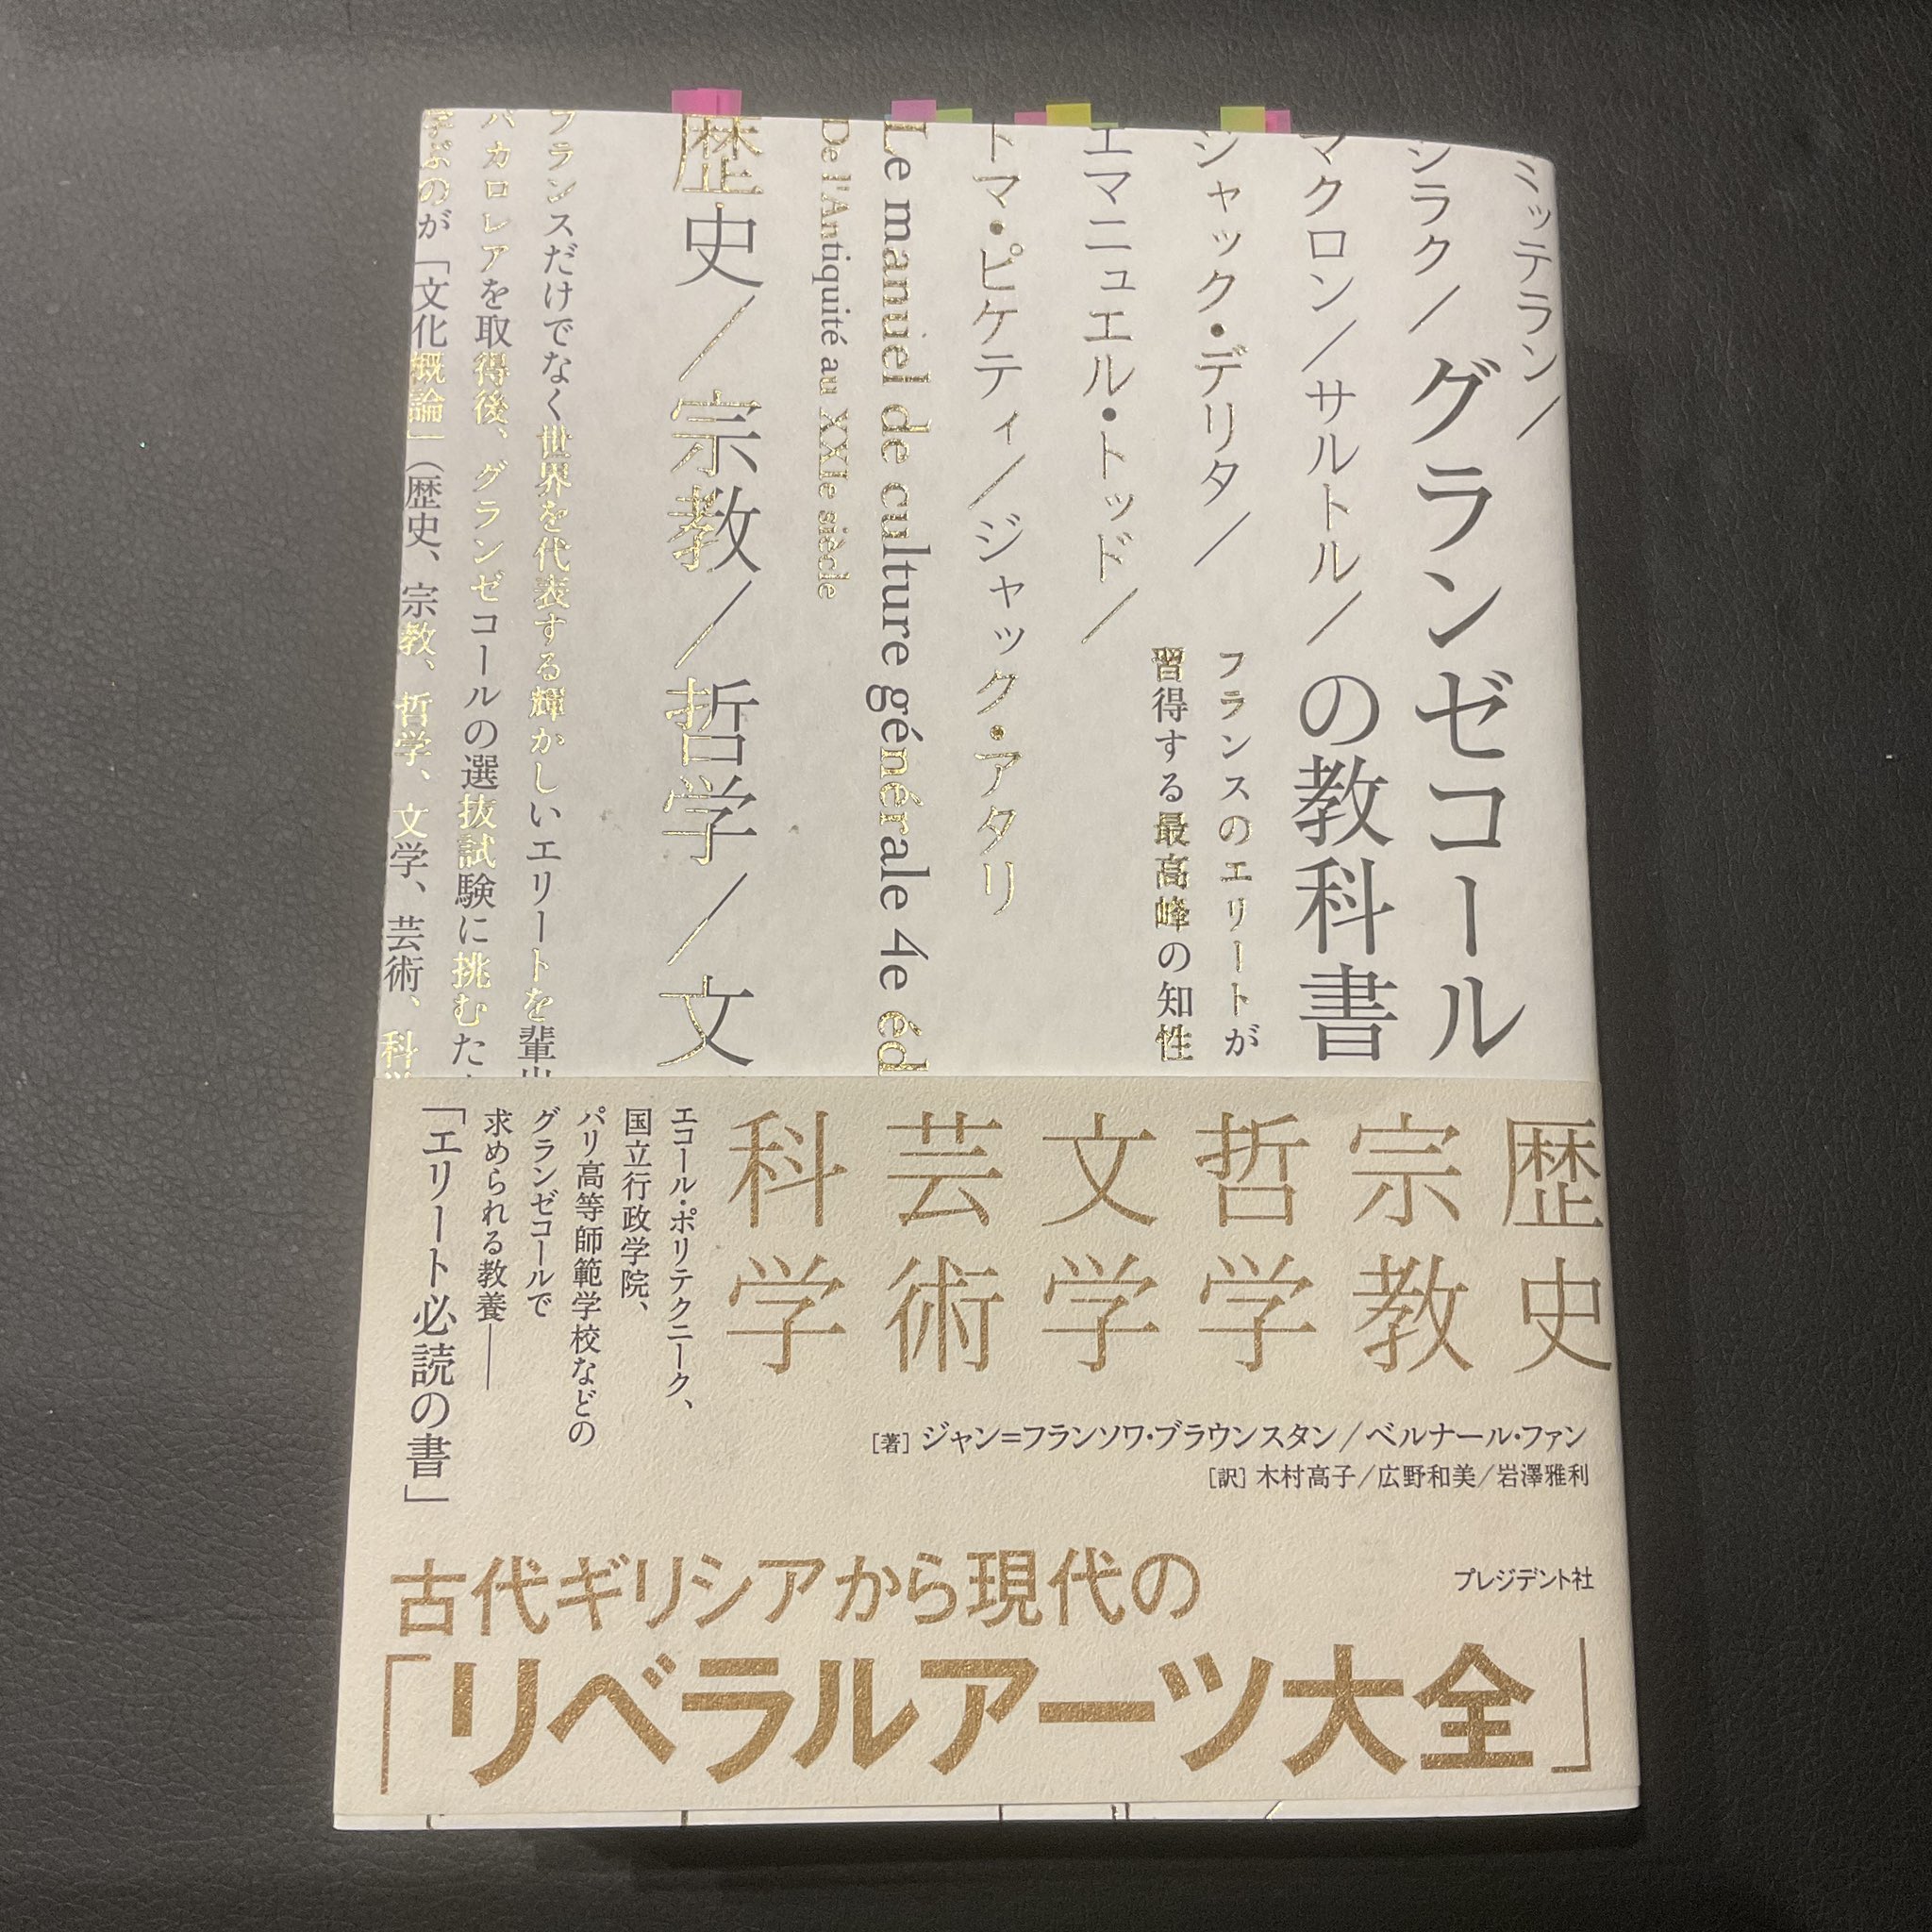 ミッテラン／
シラク／
グランゼコール
マクロン／サルトル／
の教科書
ジャック・デリタ／
フランスのエリートが
習得する最高峰の知性
エマニュエル・トッド／
トマ・ピケティ／ジャック・アタリ
Le manuel de culture générale 4e éd
De l'Antiquité au XXIe siècle
歴史／宗教／哲学／文
フランスだけでなく世界を代表する輝かしいエリートを輩出
バカロレアを取得後、グランゼコールの選抜試験に挑むた
学ぶのが「文化概論」（歴史、宗教、哲学、文学、芸術、科学
歴史
宗教
哲学
文学
芸術
科学
エコール・ポリテクニーク、
国立行政学院、
パリ高等師範学校などの
グランゼコールで
求められる教養――
「エリート必読の書」
［著］ジャン＝フランソワ・ブラウンスタン／ベルナール・ファン
［訳］木村高子／広野和美／岩澤雅利
プレジデント社
古代ギリシアから現代の
「リベラルアーツ大全」